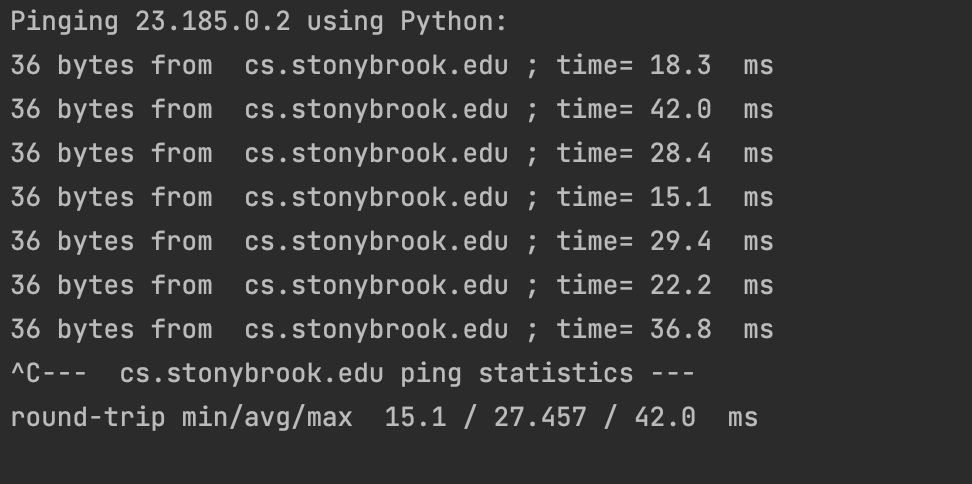 Pinging 23.185.0.2 using Python:
36 bytes from  cs.stonybrook.edu ; time= 18.3  ms
36 bytes from  cs.stonybrook.edu ; time= 42.0  ms
36 bytes from  cs.stonybrook.edu ; time= 28.4  ms
36 bytes from  cs.stonybrook.edu ; time= 15.1  ms
36 bytes from  cs.stonybrook.edu ; time= 29.4  ms
36 bytes from  cs.stonybrook.edu ; time= 22.2  ms
36 bytes from  cs.stonybrook.edu ; time= 36.8  ms
^C---  cs.stonybrook.edu ping statistics ---
round-trip min/avg/max  15.1 / 27.457 / 42.0  ms